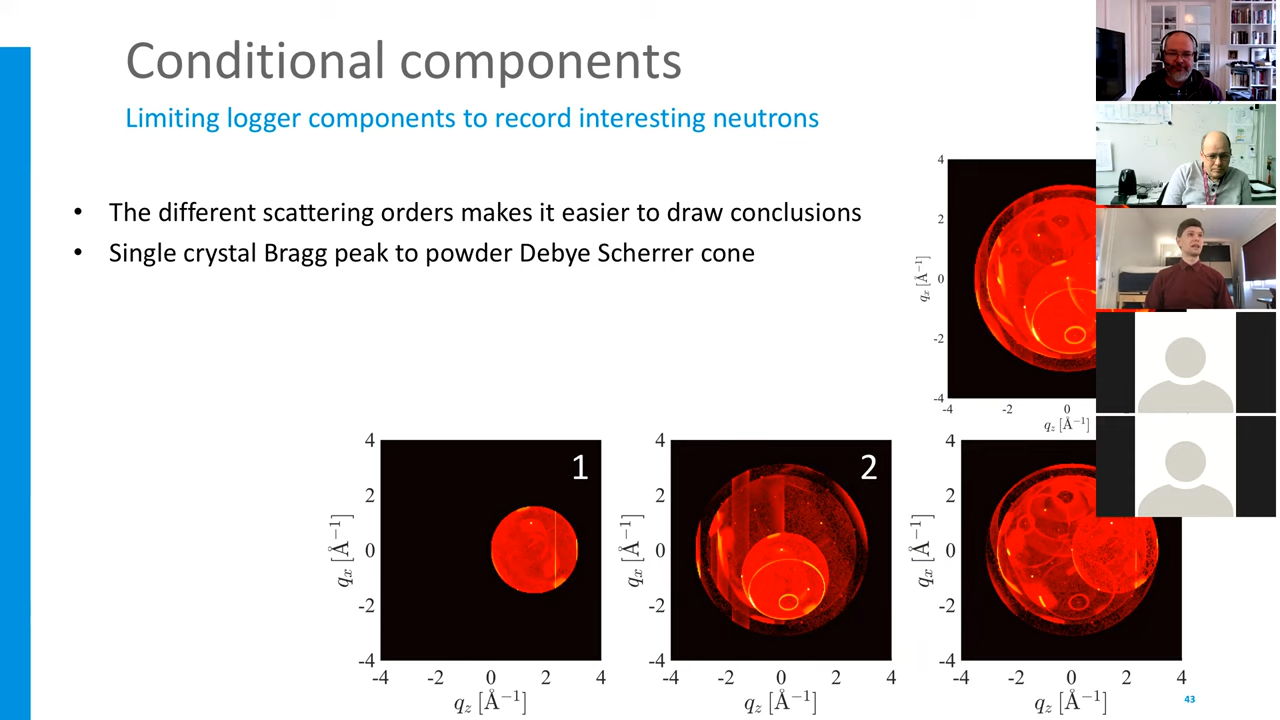 Conditional components
Limiting logger components to record interesting neutrons
• The different scattering orders makes it easier to draw conclusions
• Single crystal Bragg peak to powder Debye Scherrer cone
4
2
0
-2
-4
qₓ [Å⁻¹]
-4 -2 0
q_z [Å⁻¹]
1
4
2
0
-2
-4
qₓ [Å⁻¹]
-4 -2 0 2 4
q_z [Å⁻¹]
2
4
2
0
-2
-4
qₓ [Å⁻¹]
-4 -2 0 2 4
q_z [Å⁻¹]
4
2
0
-2
-4
qₓ [Å⁻¹]
-4 -2 0 2 4
q_z [Å⁻¹]
43